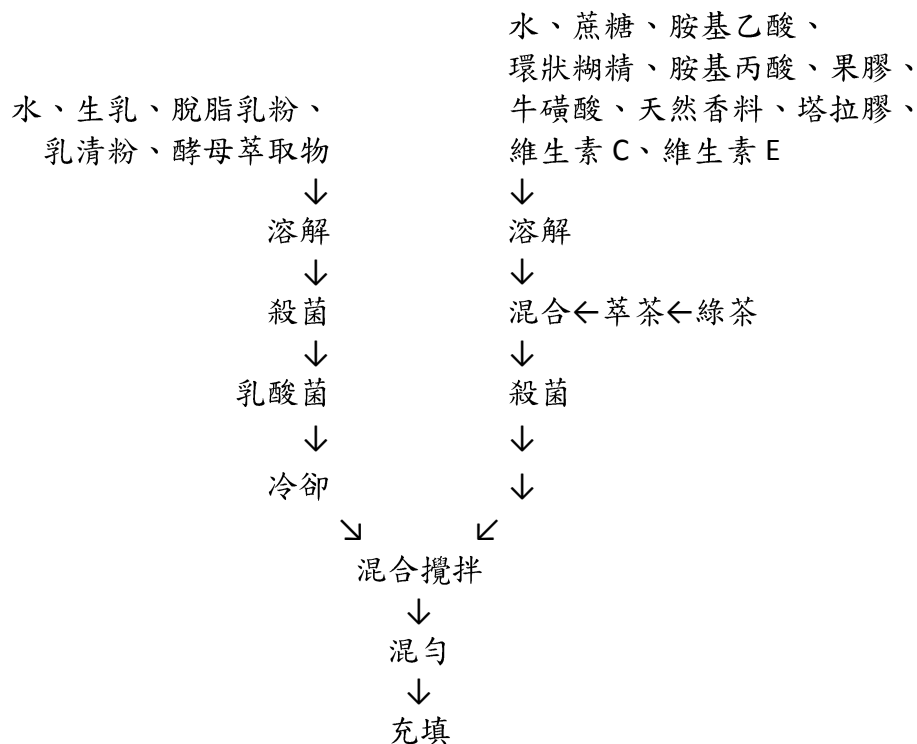 水、生乳、脫脂乳粉、
乳清粉、酵母萃取物
↓
溶解
↓
殺菌
↓
乳酸菌
↓
冷卻
↘
水、蔗糖、胺基乙酸、
環狀糊精、胺基丙酸、果膠、
牛磺酸、天然香料、塔拉膠、
維生素 C、維生素 E
↓
溶解
↓
混合←萃茶←綠茶
↓
殺菌
↓
↓
↙
混合攪拌
↓
混勻
↓
充填